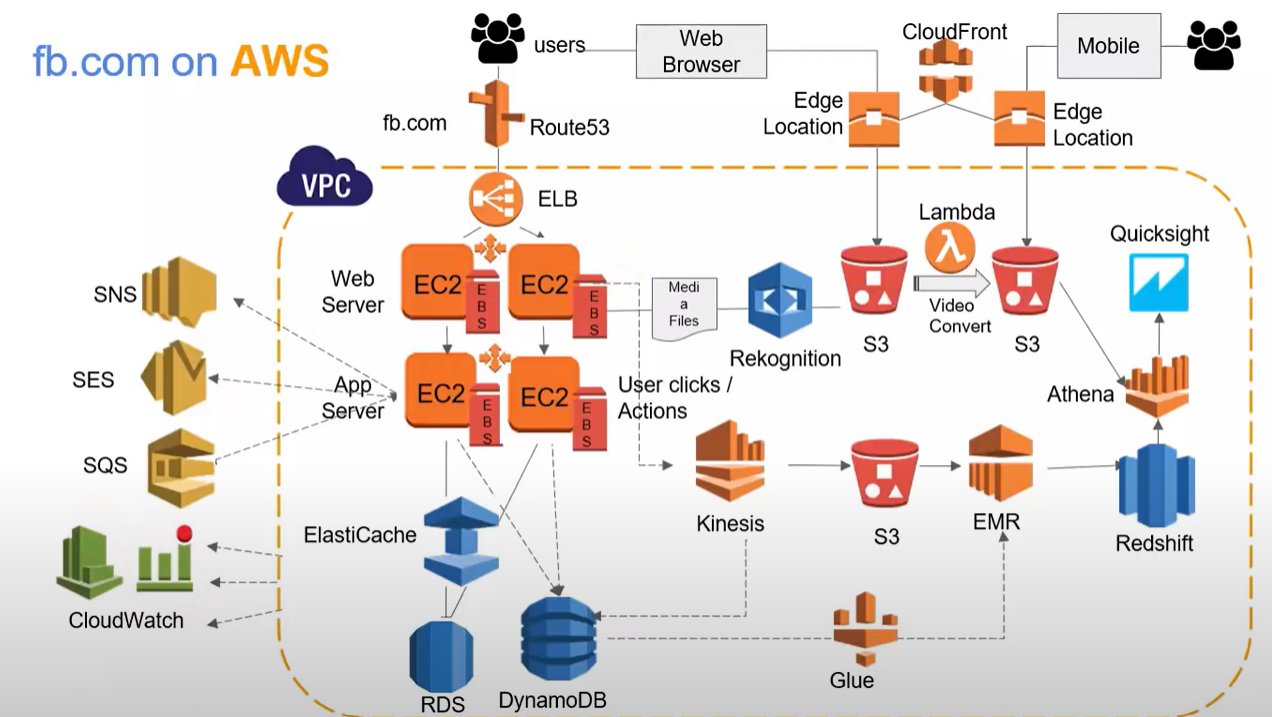 fb.com on AWS
users
Web
Browser
CloudFront
Mobile
fb.com
Route53
Edge
Location
Edge
Location
VPC
ELB
Lambda
Quicksight
SNS
Web
Server
EC2
EBS
EC2
EBS
Medi
a
Files
Rekognition
S3
Video
Convert
S3
SES
App
Server
EC2
EBS
EC2
EBS
User clicks /
Actions
Athena
SQS
Kinesis
S3
EMR
Redshift
ElastiCache
CloudWatch
RDS
DynamoDB
Glue